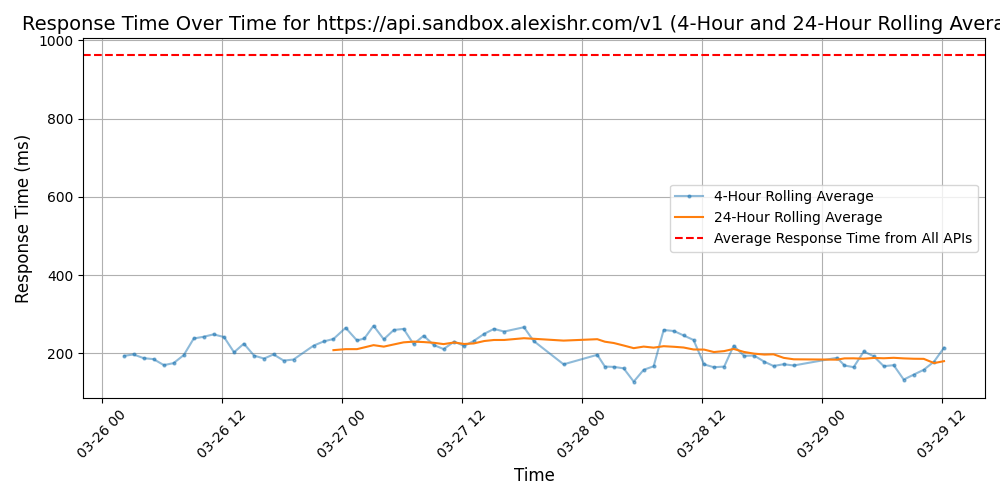 Response Time Over Time for https://api.sandbox.alexishr.com/v1 (4-Hour and 24-Hour Rolling Avera
1000
800
600
400
200
Response Time (ms)
4-Hour Rolling Average
24-Hour Rolling Average
Average Response Time from All APIs
03-26 00
03-26 12
03-27 00
03-27 12
03-28 00
03-28 12
03-29 00
03-29 12
Time